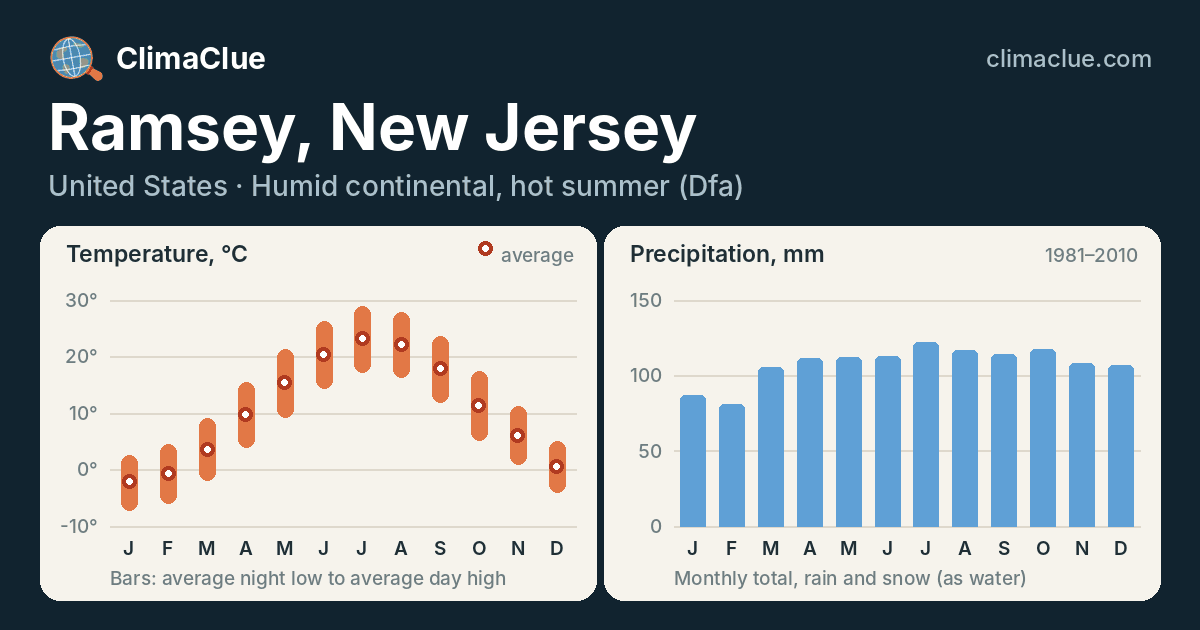 ClimaClue
climaclue.com
Ramsey, New Jersey
United States · Humid continental, hot summer (Dfa)
Temperature, °C
average
30°
20°
10°
0°
-10°
J F M A M J J A S O N D
Bars: average night low to average day high
Precipitation, mm
1981–2010
150
100
50
0
J F M A M J J A S O N D
Monthly total, rain and snow (as water)